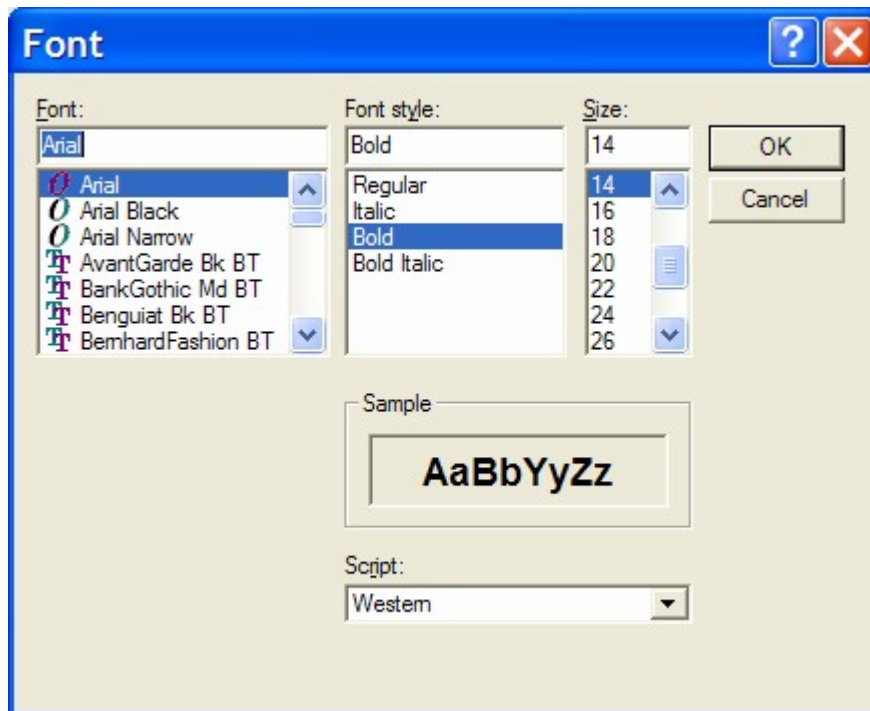 Font
Font:
Arial
Arial
Arial Black
Arial Narrow
AvantGarde Bk BT
BankGothic Md BT
Benguiat Bk BT
BernhardFashion BT
Font style:
Bold
Regular
Italic
Bold
Bold Italic
Size:
14
14
16
18
20
22
24
26
OK
Cancel
Sample
AaBbYyZz
Script:
Western